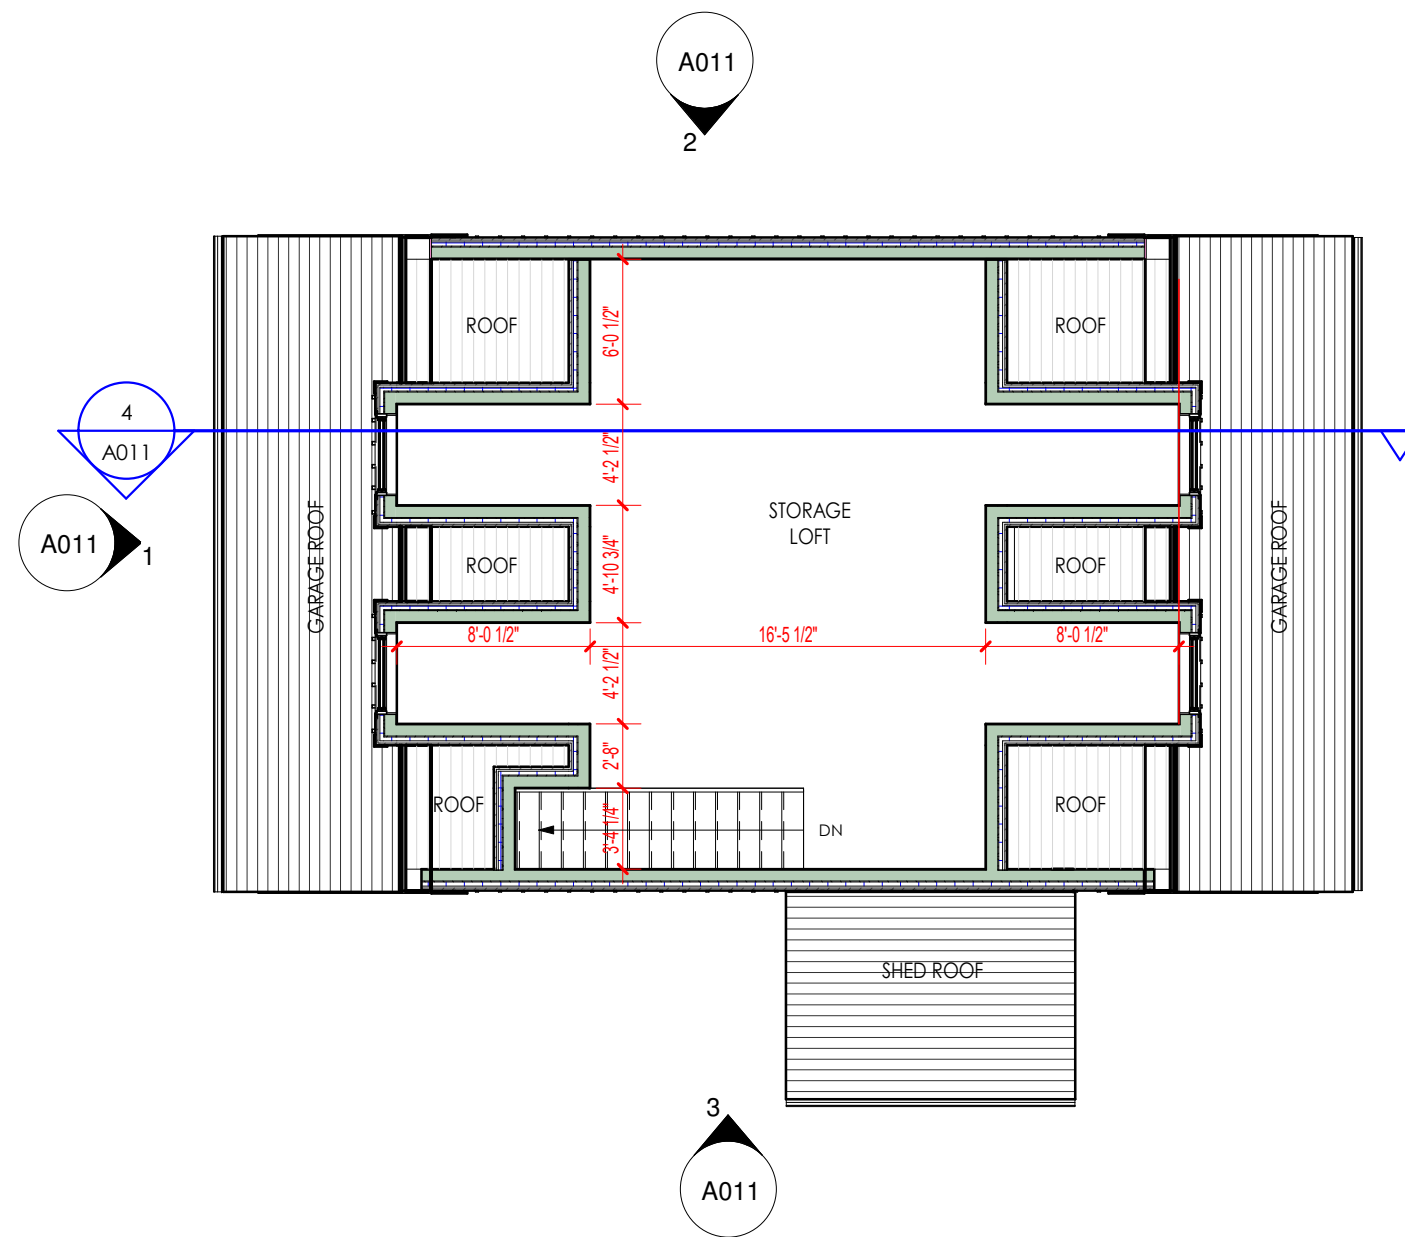 A011
2
ROOF
ROOF
6'-0 1/2"
4
A011
4'-2 1/2"
STORAGE
LOFT
A011
1
GARAGE ROOF
ROOF
4'-10 3/4"
ROOF
GARAGE ROOF
8'-0 1/2"
16'-5 1/2"
8'-0 1/2"
4'-2 1/2"
2'-8"
ROOF
3'-4 1/4"
DN
ROOF
SHED ROOF
3
A011